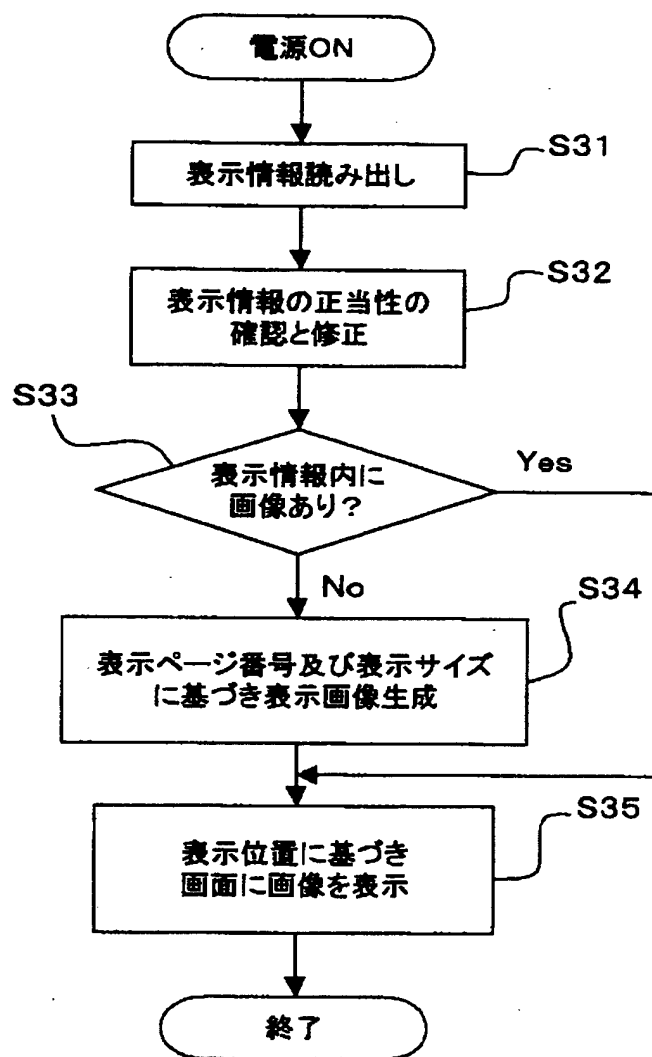 電源ON
S31
表示情報読み出し
S32
表示情報の正当性の
確認と修正
S33
表示情報内に
画像あり?
Yes
No
S34
表示ページ番号及び表示サイズ
に基づき表示画像生成
S35
表示位置に基づき
画面に画像を表示
終了